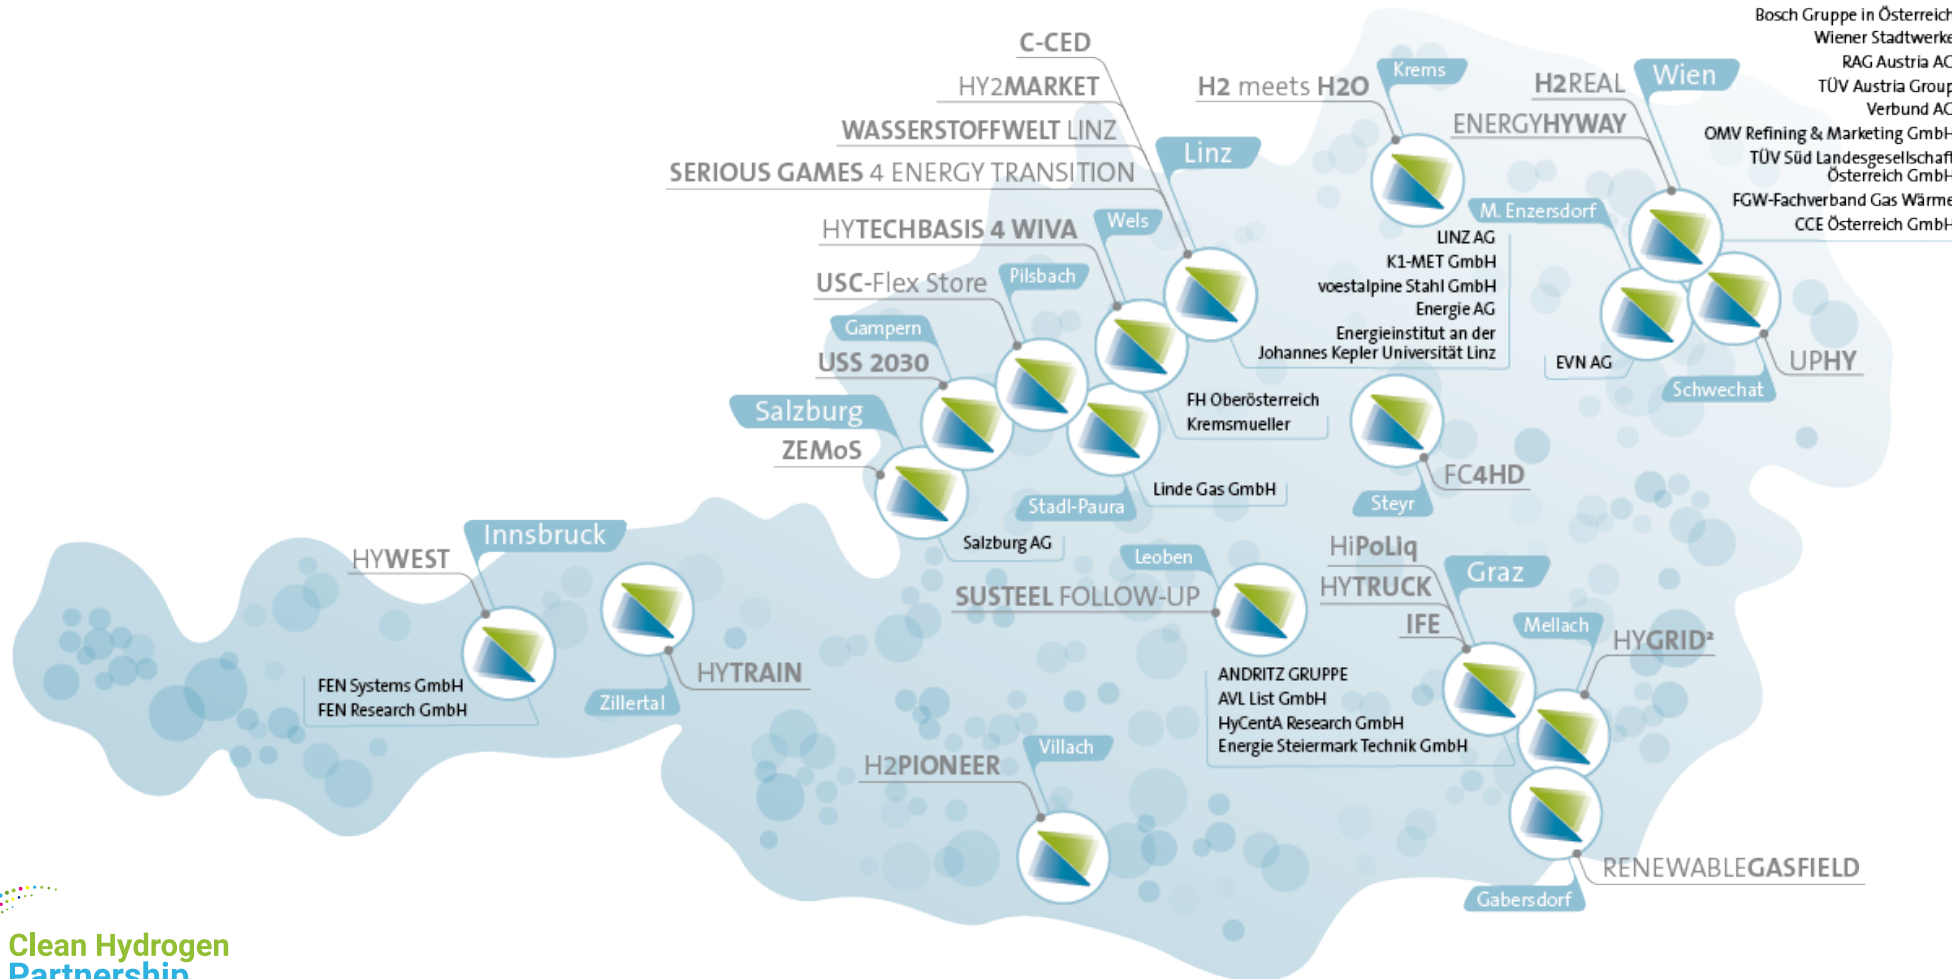 Bosch Gruppe in Österreich
Wiener Stadtwerke
RAG Austria AG
TÜV Austria Group
Verbund AG
OMV Refining & Marketing GmbH
TÜV Süd Landesgesellschaft
Österreich GmbH
FGW-Fachverband Gas Wärme
CCE Österreich GmbH
C-CED
HY2MARKET
WASSERSTOFFWELT LINZ
SERIOUS GAMES 4 ENERGY TRANSITION
Linz
H2 meets H2O
Krems
H2REAL
ENERGYHYWAY
Wien
HYTECHBASIS 4 WIVA
Wels
USC-Flex Store
Pilsbach
Gampern
USS 2030
Salzburg
ZEMoS
M. Enzersdorf
LINZ AG
K1-MET GmbH
voestalpine Stahl GmbH
Energie AG
Energieinstitut an der
Johannes Kepler Universität Linz
EVN AG
UPHY
Schwechat
FH Oberösterreich
Kremsmueller
Linde Gas GmbH
Stadl-Paura
FC4HD
Steyr
Salzburg AG
Innsbruck
HYWEST
FEN Systems GmbH
FEN Research GmbH
HYTRAIN
Zillertal
Leoben
SUSTEEL FOLLOW-UP
HiPoLiq
HYTRUCK
IFE
Graz
Mellach
HYGRID²
ANDRITZ GRUPPE
AVL List GmbH
HyCentA Research GmbH
Energie Steiermark Technik GmbH
Villach
H2PIONEER
RENEWABLEGASFIELD
Gabersdorf
Clean Hydrogen
Partnership